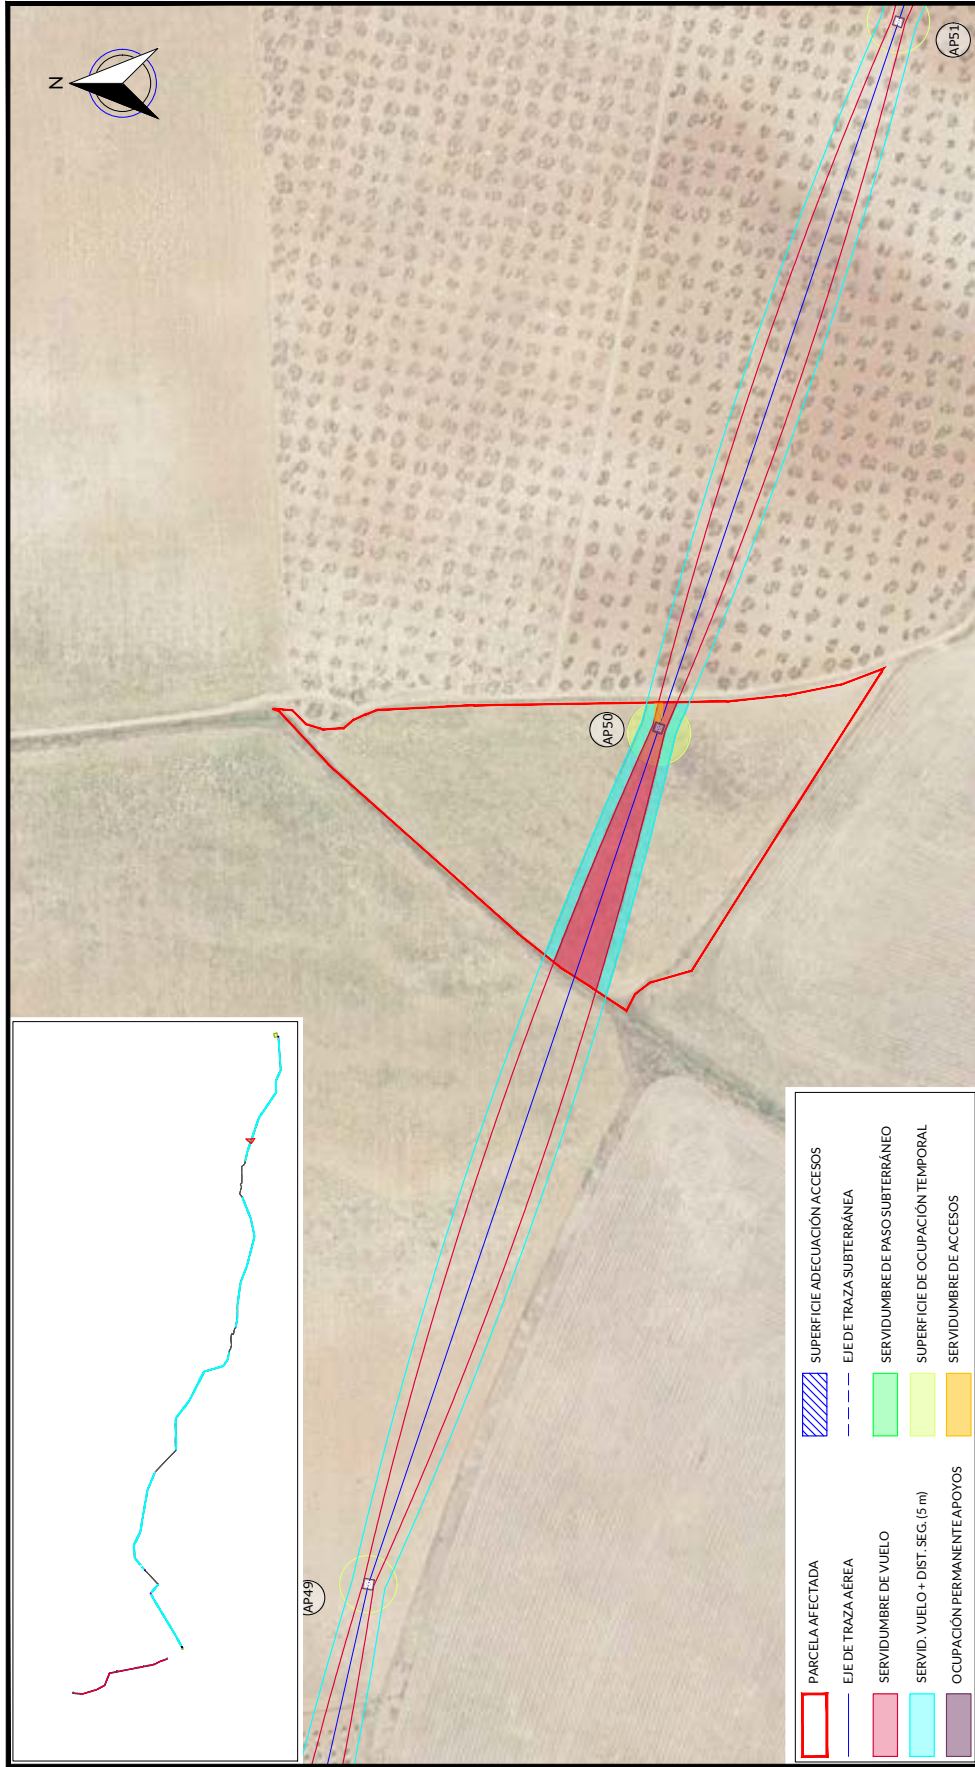 N
AP51
AP50
AP49
PARCELA AFECTADA
EJE DE TRAZA AÉREA
SERVIDUMBRE DE VUELO
SERVID. VUELO + DIST. SEG. (5 m)
OCUPACIÓN PERMANENTE APOYOS
SUPERFICIE ADECUACIÓN ACCESOS
EJE DE TRAZA SUBTERRÁNEA
SERVIDUMBRE DE PASO SUBTERRÁNEO
SUPERFICIE DE OCUPACIÓN TEMPORAL
SERVIDUMBRE DE ACCESOS